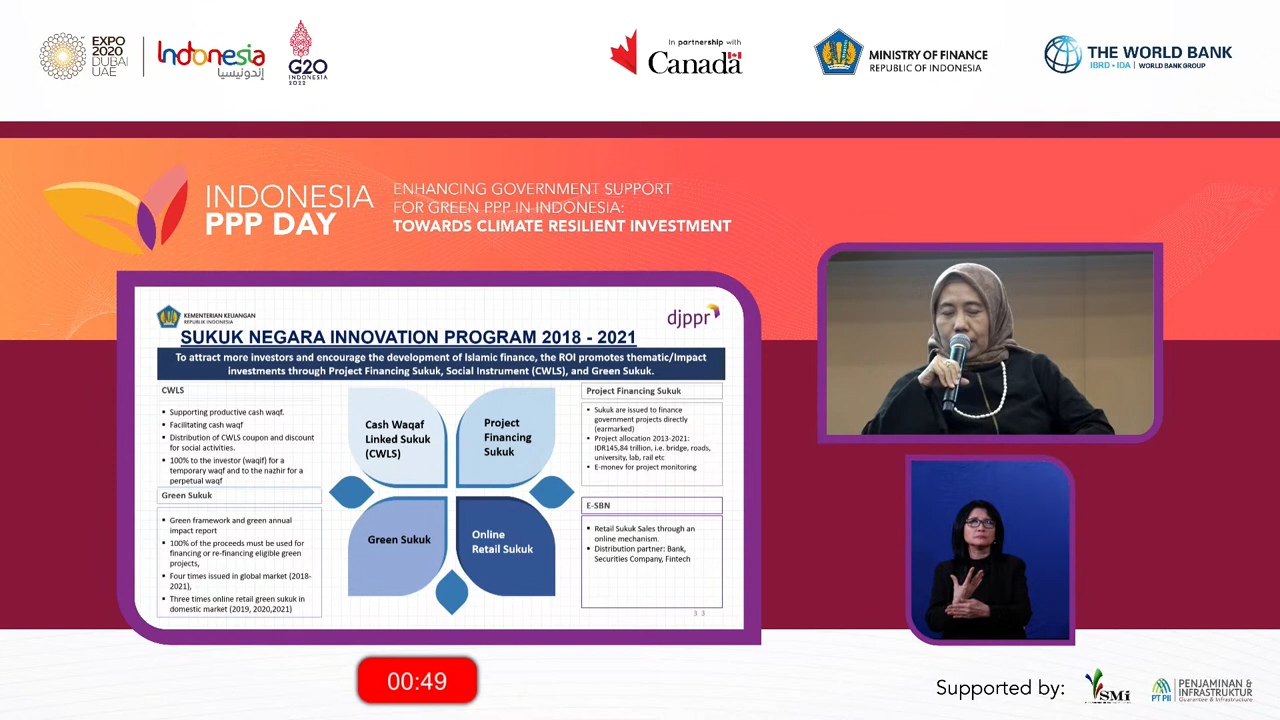 EXPO
2020
DUBAI
UAE
Indonesia
إندونيسيا
G20
INDONESIA
2022
In partnership with
Canada
MINISTRY OF FINANCE
REPUBLIC OF INDONESIA
THE WORLD BANK
IBRD • IDA | WORLD BANK GROUP
INDONESIA
PPP DAY
ENHANCING GOVERNMENT SUPPORT
FOR GREEN PPP IN INDONESIA:
TOWARDS CLIMATE RESILIENT INVESTMENT
KEMENTERIAN KEUANGAN
REPUBLIK INDONESIA
djppr
SUKUK NEGARA INNOVATION PROGRAM 2018 - 2021
To attract more investors and encourage the development of Islamic finance, the ROI promotes thematic/Impact
investments through Project Financing Sukuk, Social Instrument (CWLS), and Green Sukuk.
CWLS
▪ Supporting productive cash waqf.
▪ Facilitating cash waqf
▪ Distribution of CWLS coupon and discount
for social activities.
▪ 100% to the investor (waqif) for a
temporary waqf and to the nazhir for a
perpetual waqf
Green Sukuk
▪ Green framework and green annual
impact report
▪ 100% of the proceeds must be used for
financing or re-financing eligible green
projects,
▪ Four times issued in global market (2018-
2021),
▪ Three times online retail green sukuk in
domestic market (2019, 2020,2021)
Cash Waqaf
Linked Sukuk
(CWLS)
Project
Financing
Sukuk
Green Sukuk
Online
Retail Sukuk
Project Financing Sukuk
▪ Sukuk are issued to finance
government projects directly
(earmarked)
▪ Project allocation 2013-2021:
IDR145,84 trillion, i.e. bridge, roads,
university, lab, rail etc
▪ E-money for project monitoring
E-SBN
▪ Retail Sukuk Sales through an
online mechanism.
▪ Distribution partner: Bank,
Securities Company, Fintech
3 3
00:49
Supported by:
SMi
PT PII
PENJAMINAN &
INFRASTRUKTUR
Guarantee & Infrastructure